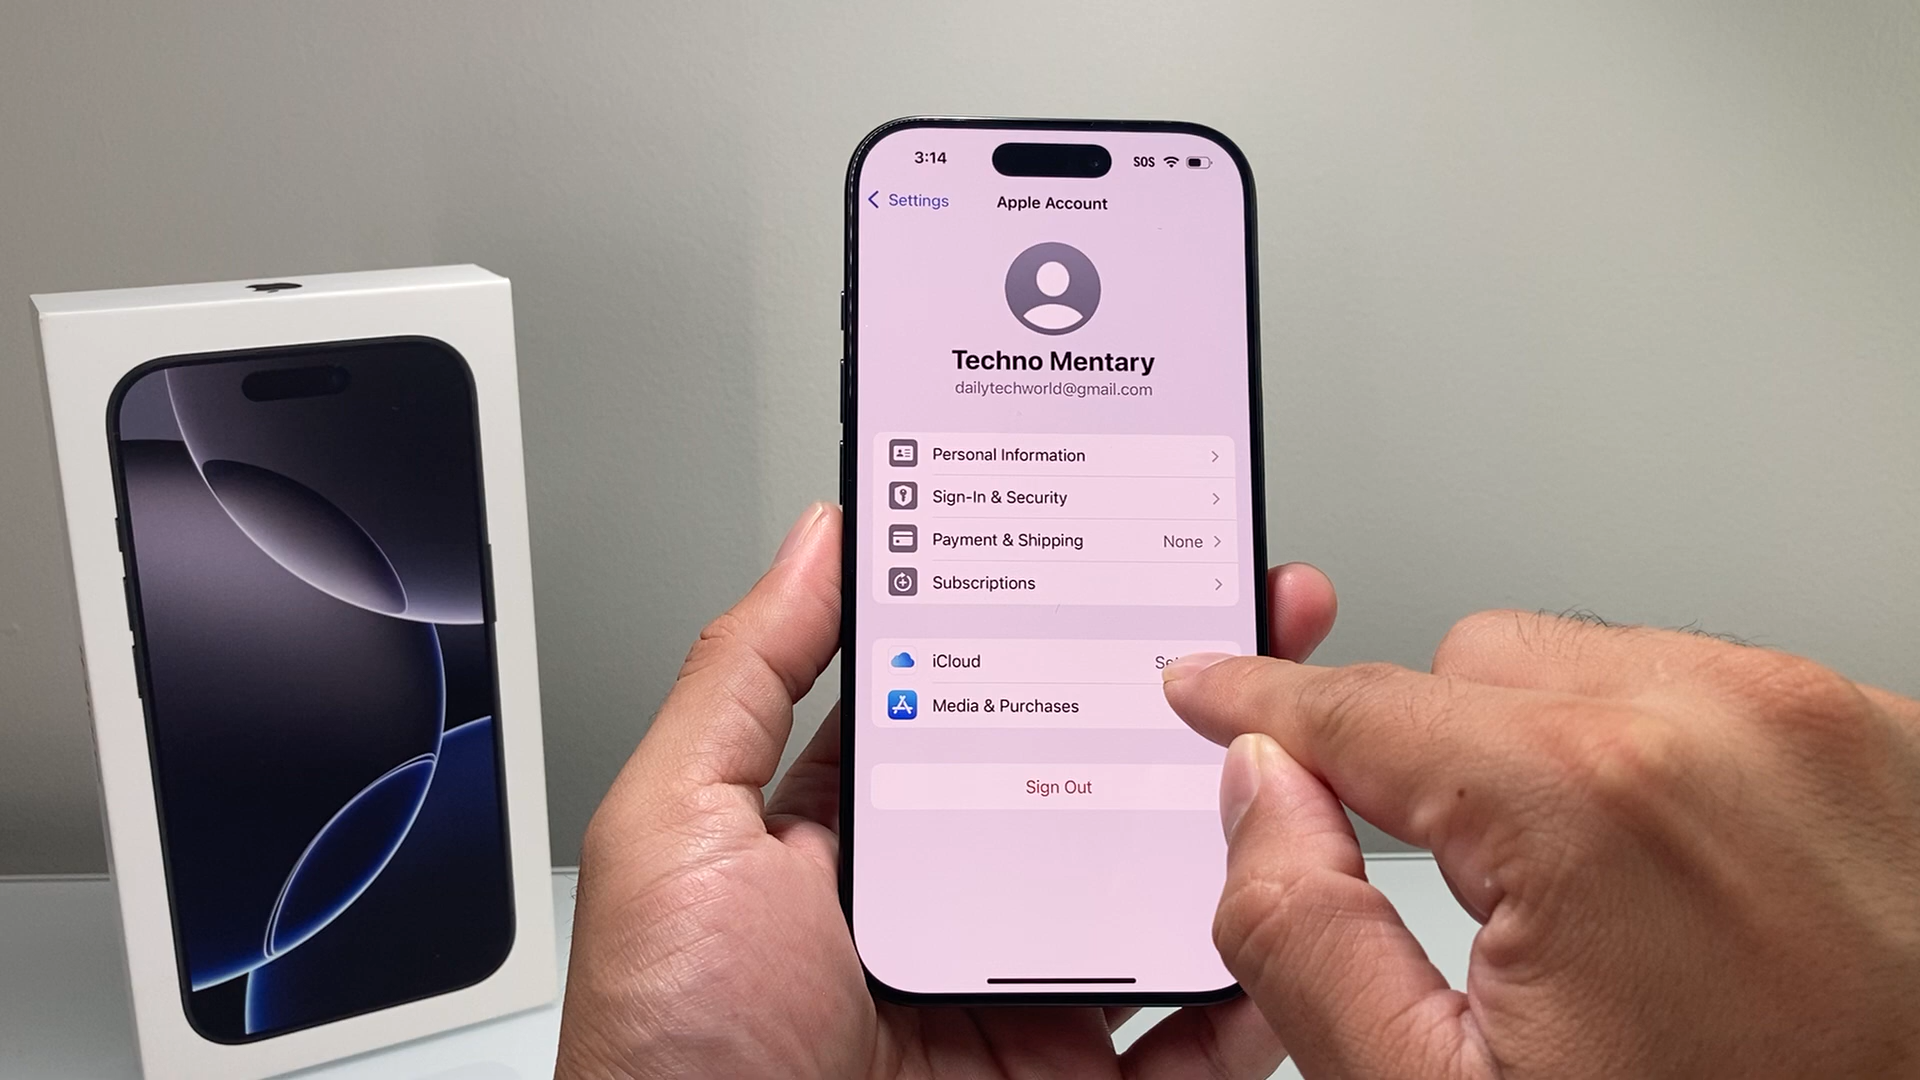 3:14
SOS
Settings
Apple Account
Techno Mentary
dailytechworld@gmail.com
Personal Information
Sign-In & Security
Payment & Shipping None
Subscriptions
iCloud
Media & Purchases
Sign Out